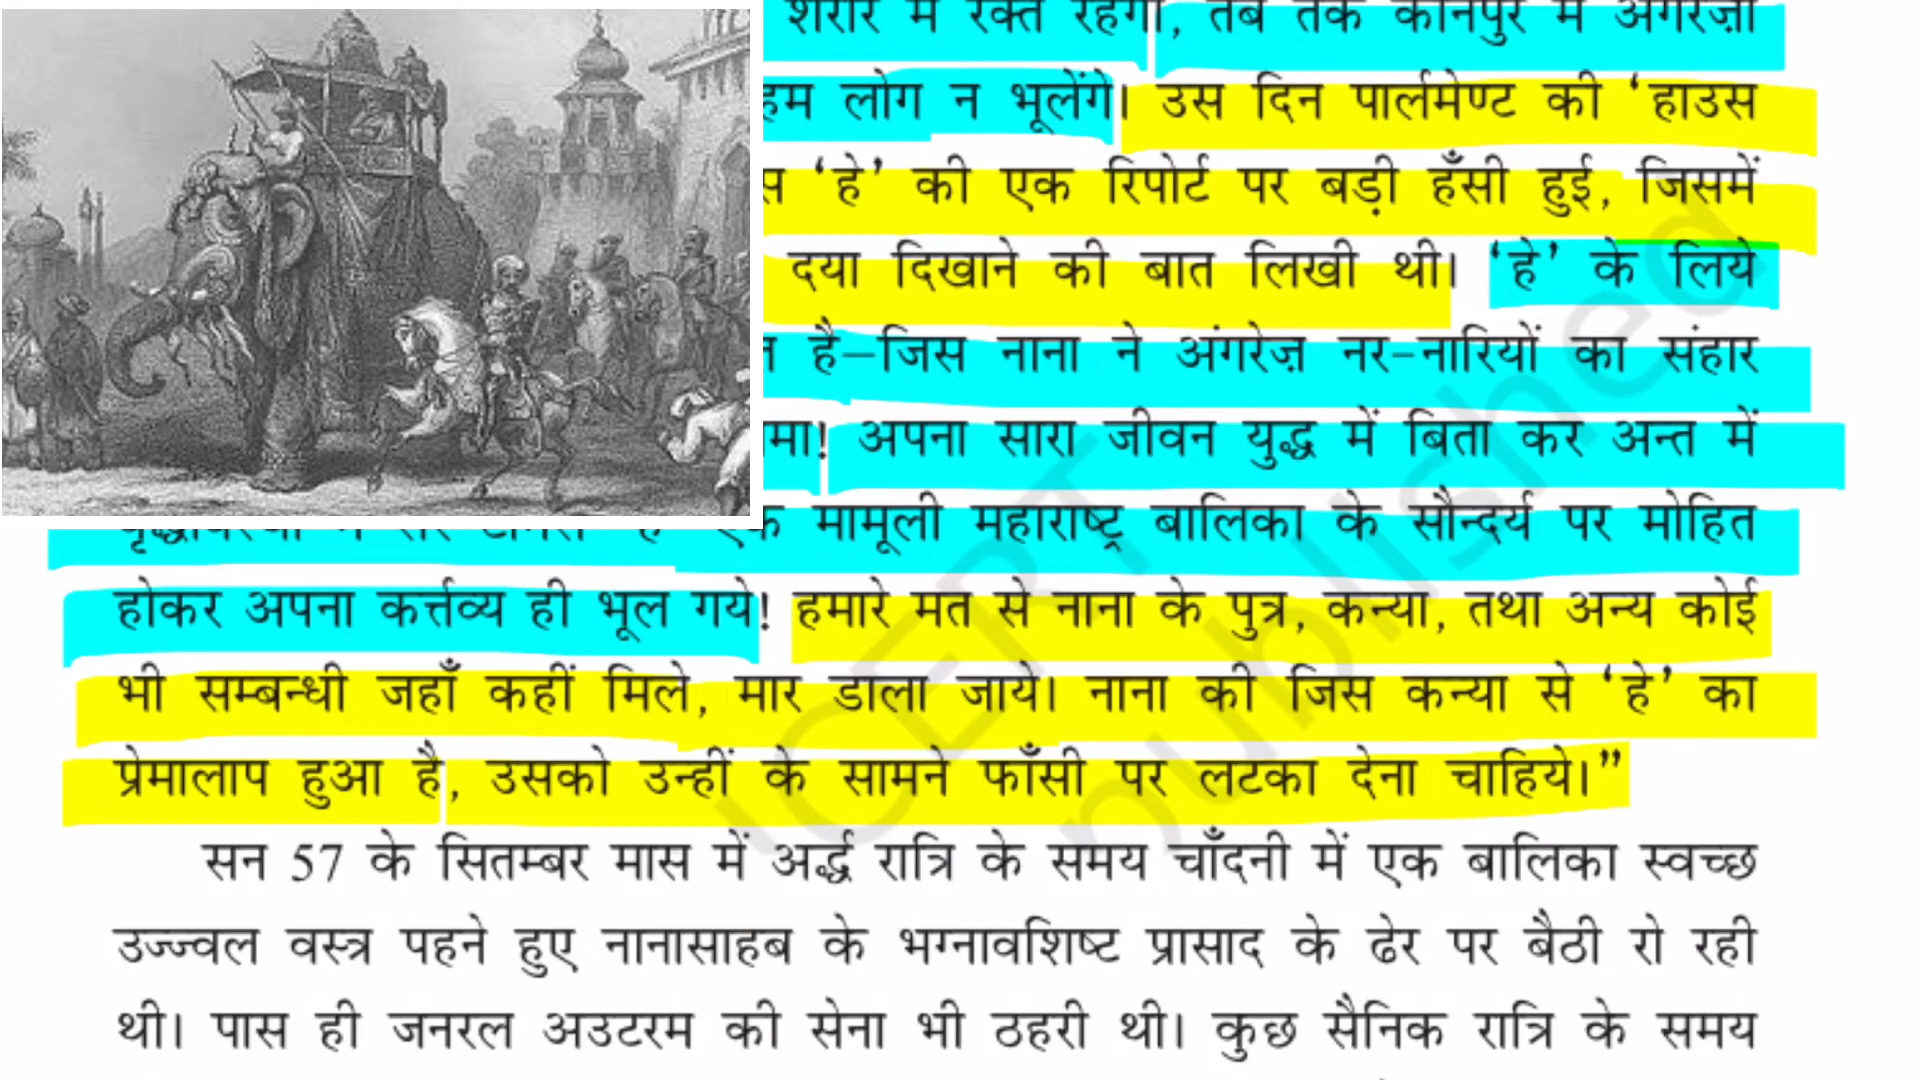 शरीर में रक्त रहेगा, तब तक कानपुर में अंगरेज़ों
हम लोग न भूलेंगे। उस दिन पार्लमेण्ट की ‘हाउस
स ‘हे’ की एक रिपोर्ट पर बड़ी हँसी हुई, जिसमें
दया दिखाने की बात लिखी थी। ‘हे’ के लिये
है–जिस नाना ने अंगरेज़ नर-नारियों का संहार
मा! अपना सारा जीवन युद्ध में बिता कर अन्त में
एक मामूली महाराष्ट्र बालिका के सौन्दर्य पर मोहित
होकर अपना कर्त्तव्य ही भूल गये! हमारे मत से नाना के पुत्र, कन्या, तथा अन्य कोई
भी सम्बन्धी जहाँ कहीं मिले, मार डाला जाये। नाना की जिस कन्या से ‘हे’ का
प्रेमालाप हुआ है, उसको उन्हीं के सामने फाँसी पर लटका देना चाहिये।”
सन 57 के सितम्बर मास में अर्द्ध रात्रि के समय चाँदनी में एक बालिका स्वच्छ
उज्ज्वल वस्त्र पहने हुए नानासाहब के भग्नावशिष्ट प्रासाद के ढेर पर बैठी रो रही
थी। पास ही जनरल अउटरम की सेना भी ठहरी थी। कुछ सैनिक रात्रि के समय